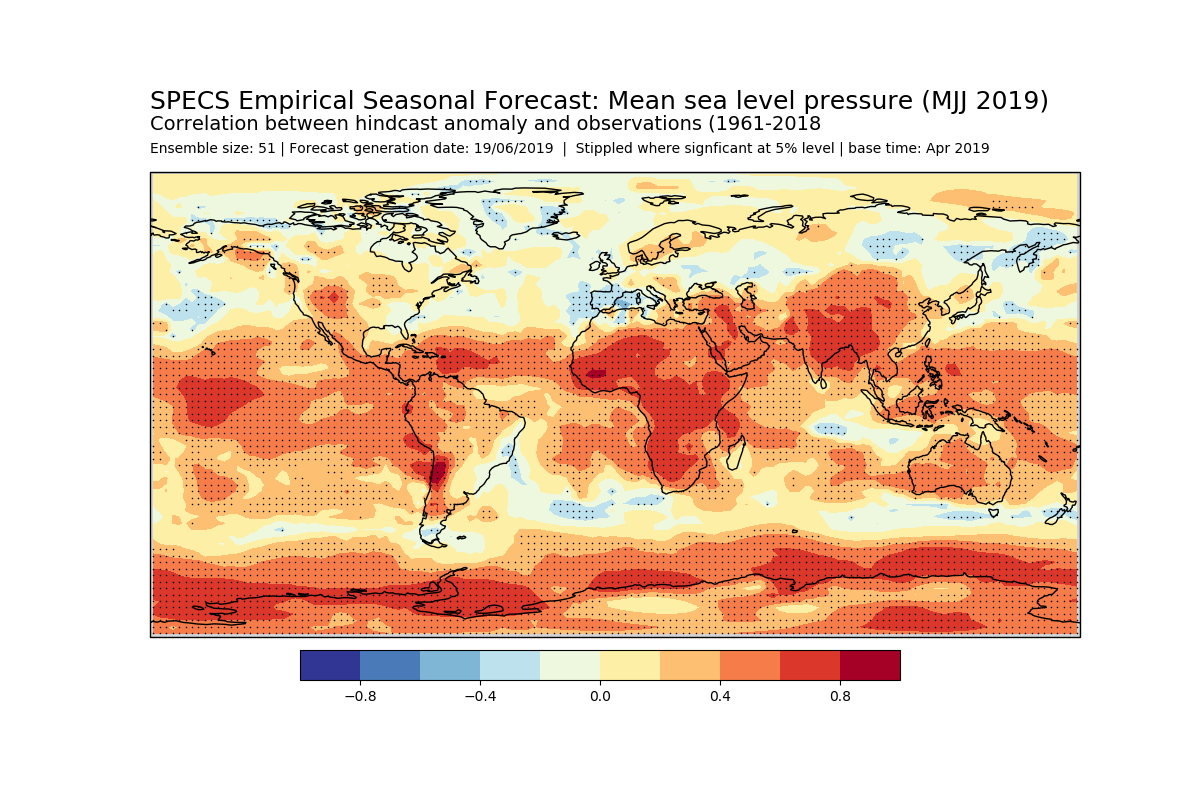 SPECS Empirical Seasonal Forecast: Mean sea level pressure (MJJ 2019)
Correlation between hindcast anomaly and observations (1961-2018
Ensemble size: 51 | Forecast generation date: 19/06/2019  |  Stippled where signficant at 5% level | base time: Apr 2019
−0.8 −0.4 0.0 0.4 0.8